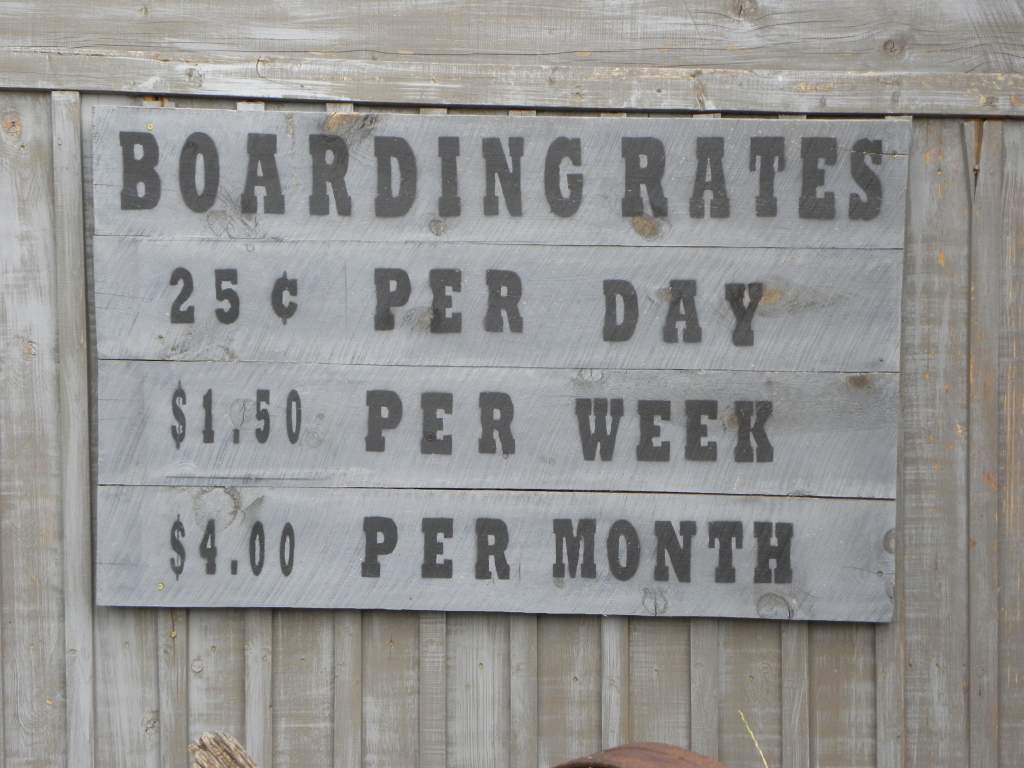 BOARDING RATES
25¢ PER DAY
$1.50 PER WEEK
$4.00 PER MONTH